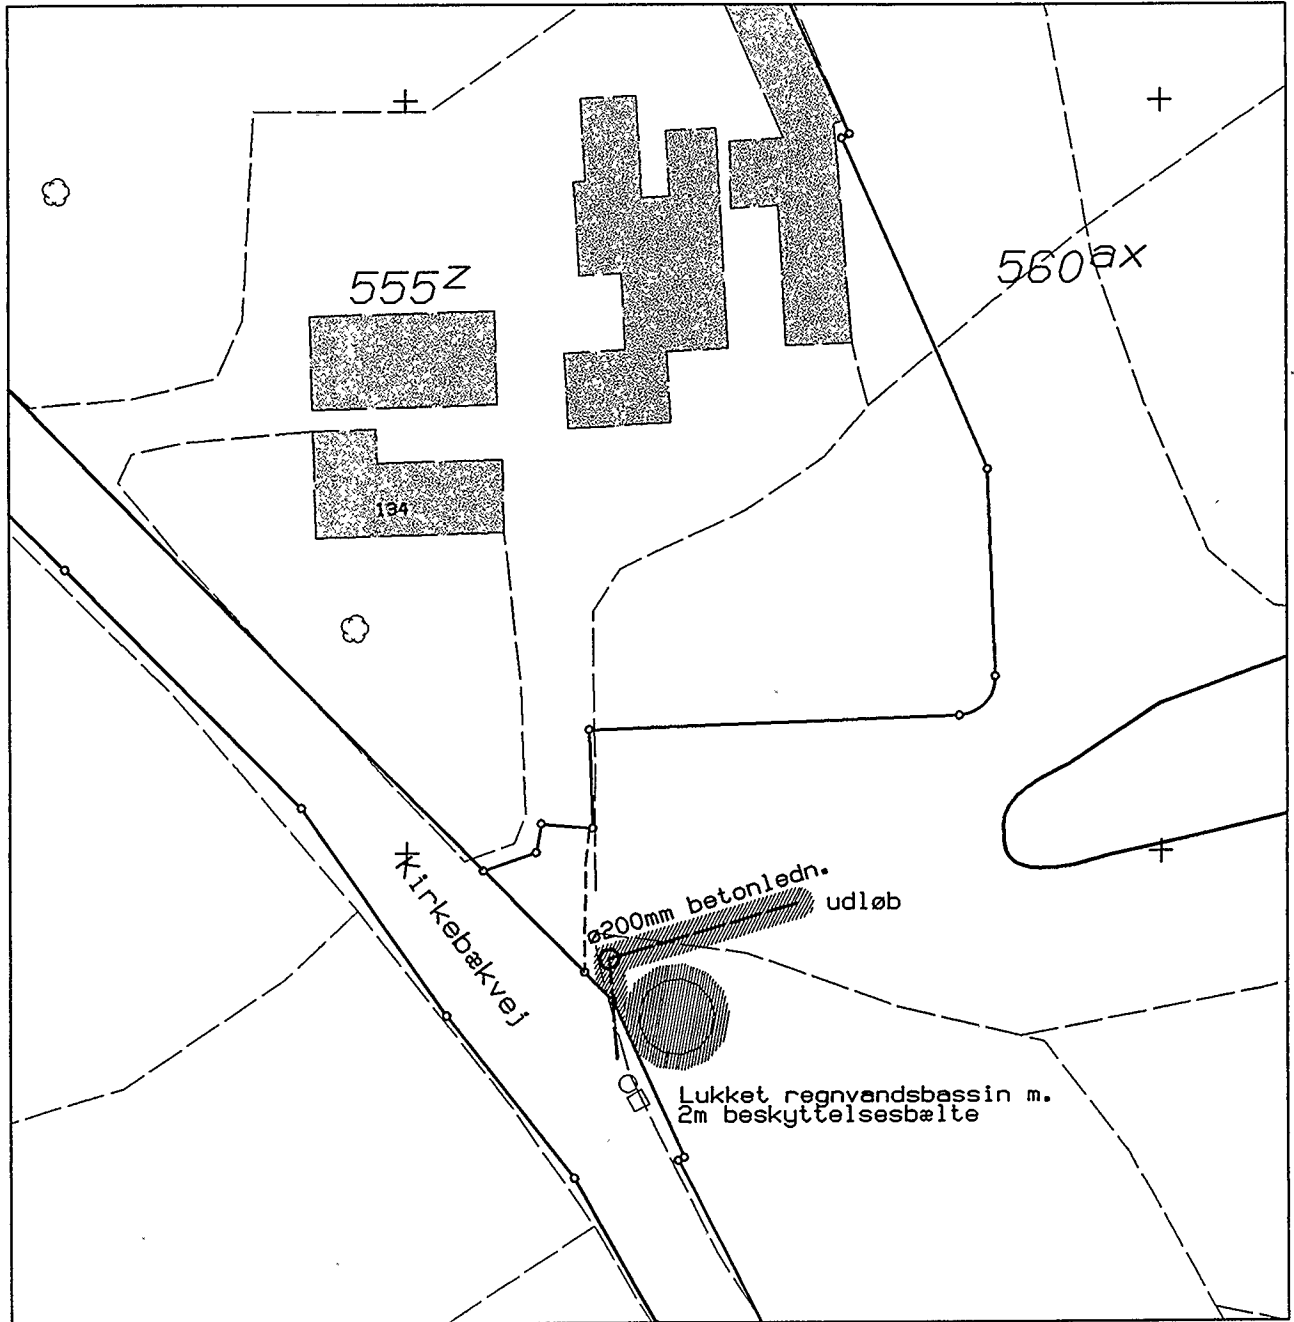 560ax
555z
134
ø200mm betonledn.
udløb
Kirkebækvej
Lukket regnvandsbassin m.
2m beskyttelsesbælte